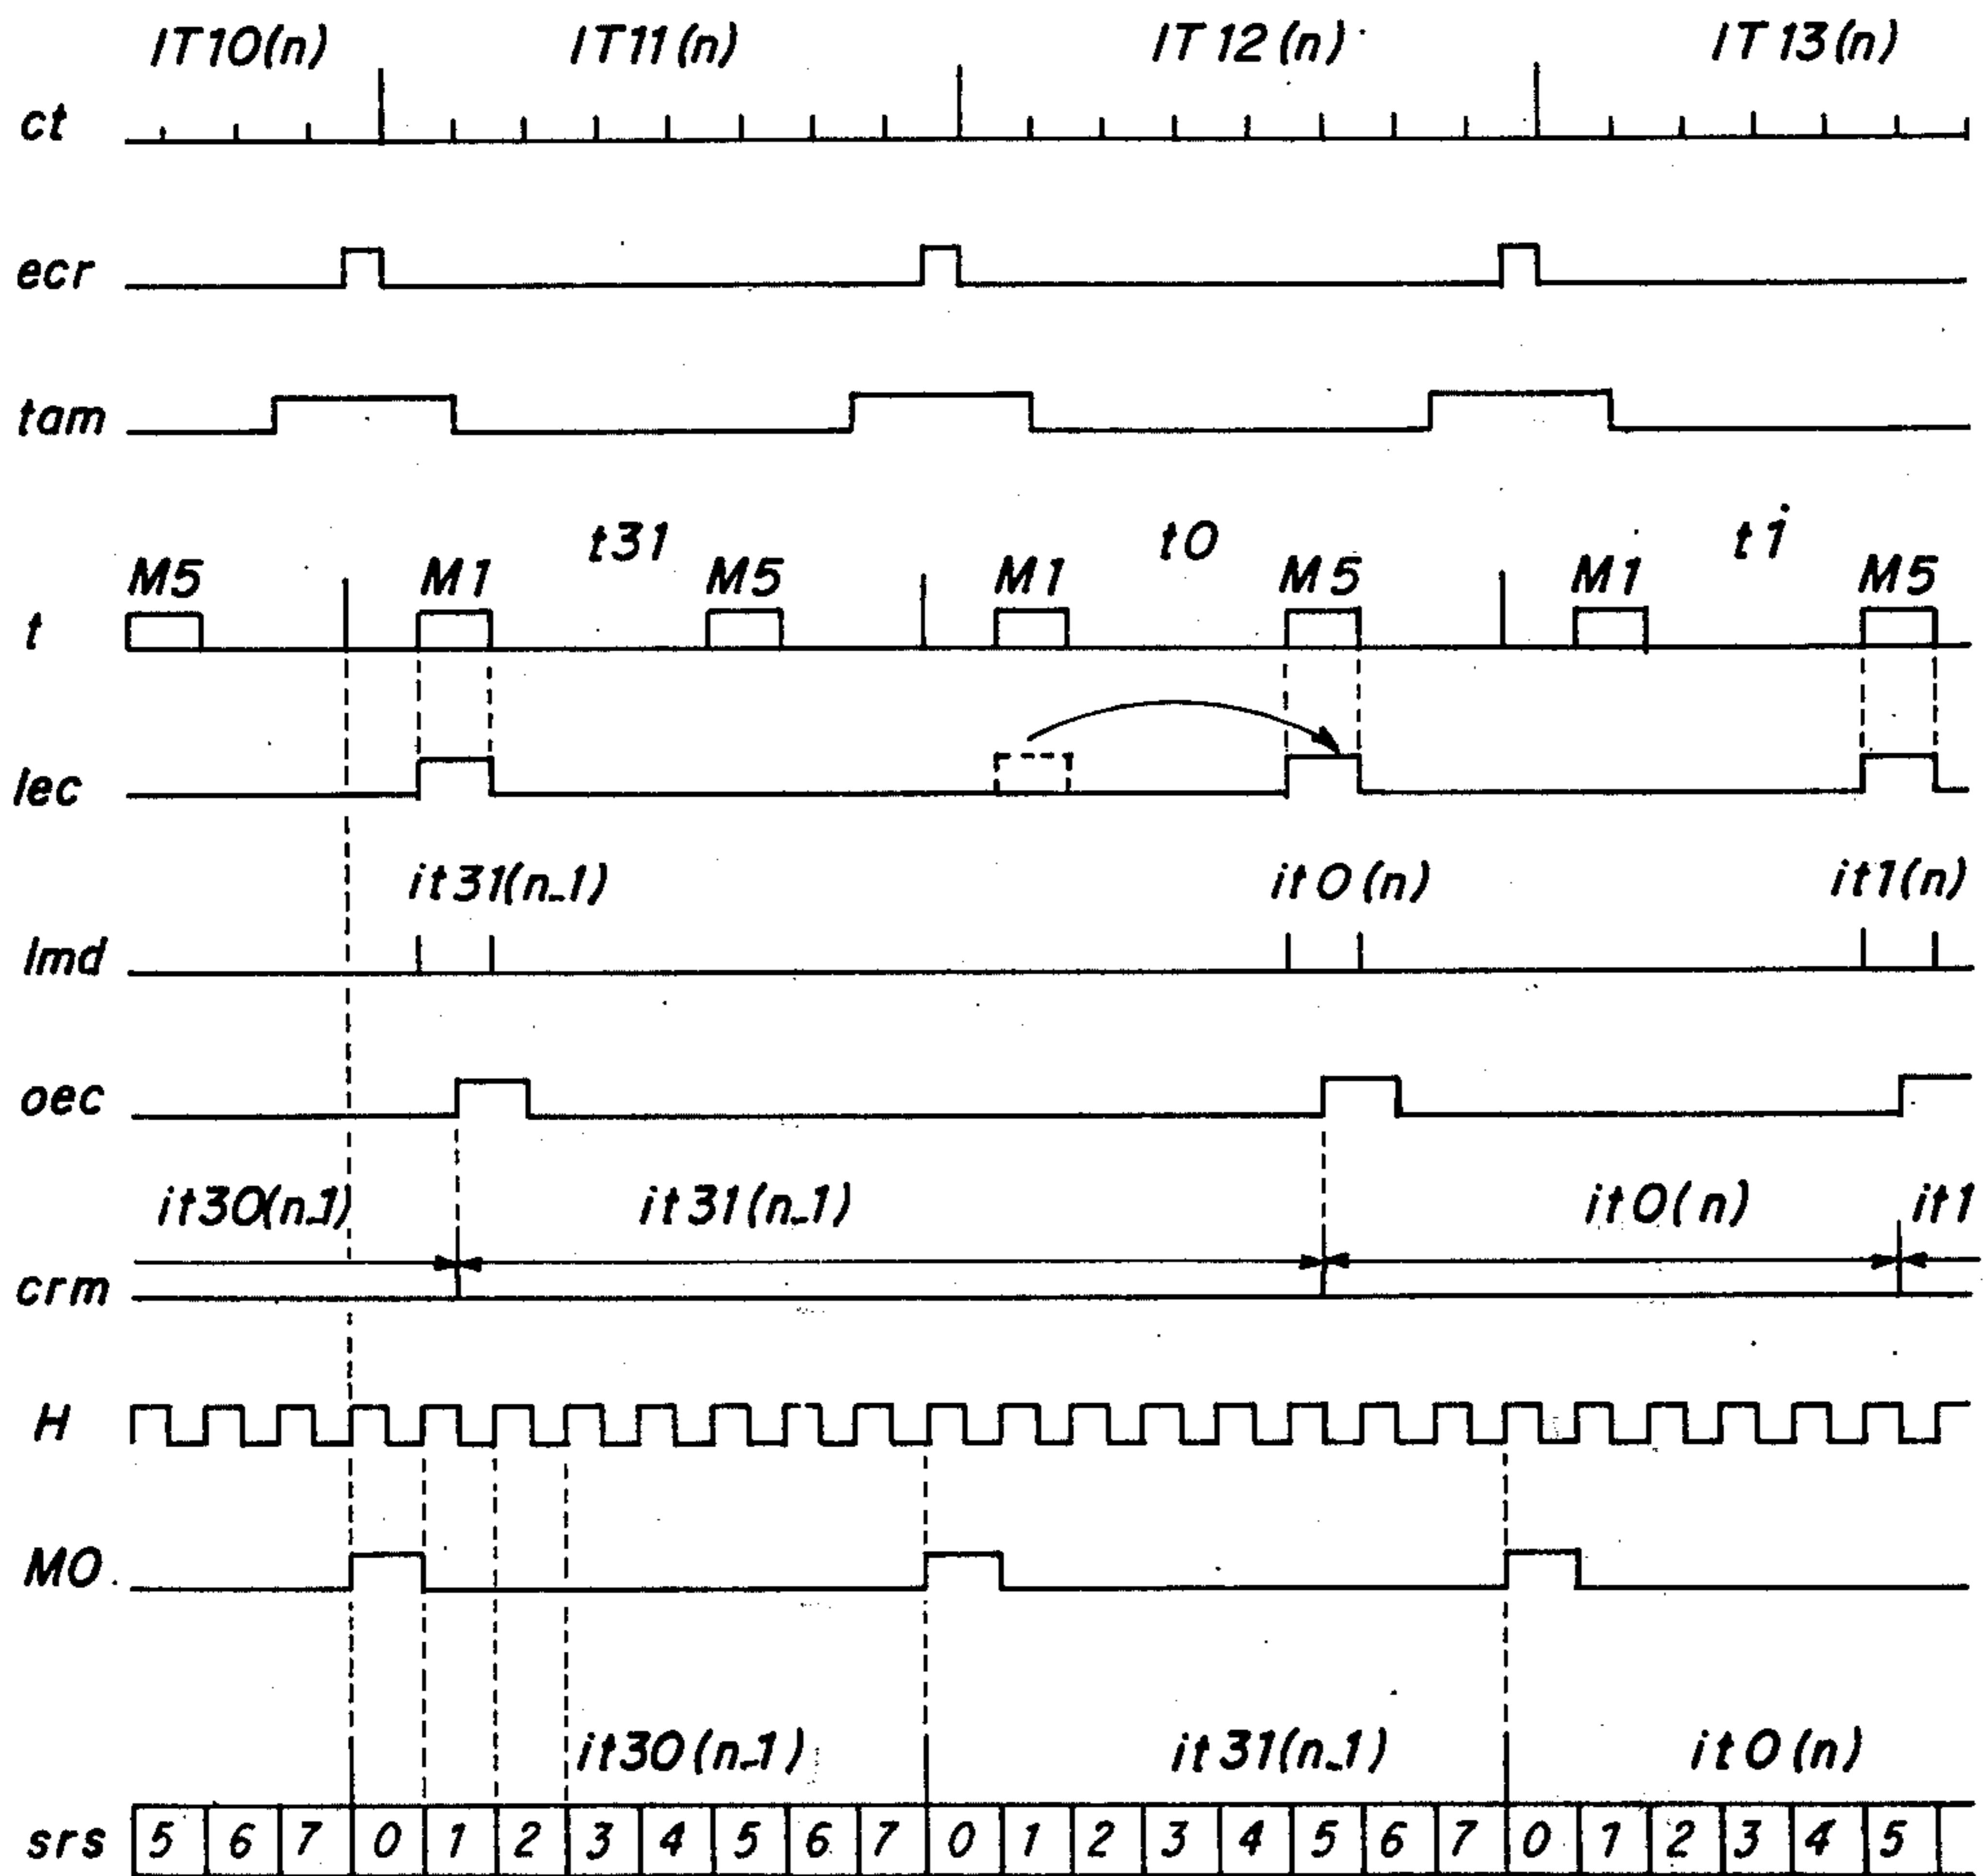 IT10(n) IT11(n) IT12(n) IT13(n)
ct
ecr
tam
t31 t0 t1
M5 M1 M5 M1 M5 M1 M5
t
lec
it31(n-1) it0(n) it1(n)
lmd
oec
it30(n-1) it31(n-1) it0(n) it1
crm
H
M0
it30(n-1) it31(n-1) it0(n)
srs 5 6 7 0 1 2 3 4 5 6 7 0 1 2 3 4 5 6 7 0 1 2 3 4 5